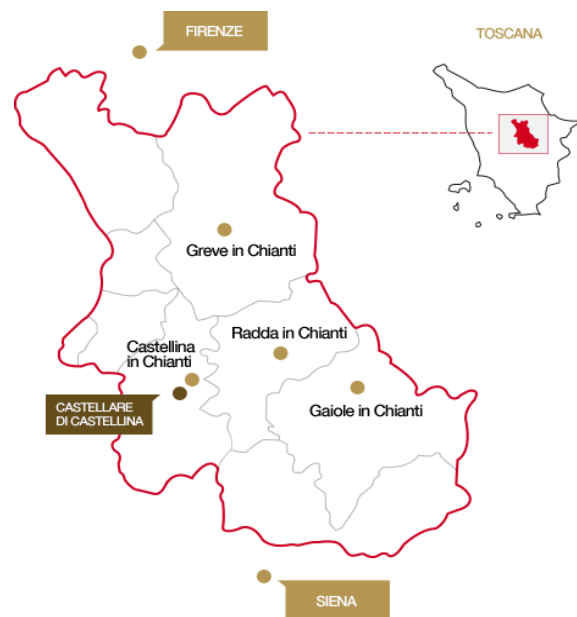 FIRENZE
TOSCANA
Greve in Chianti
Radda in Chianti
Castellina
in Chianti
CASTELLARE
DI CASTELLINA
Gaiole in Chianti
SIENA